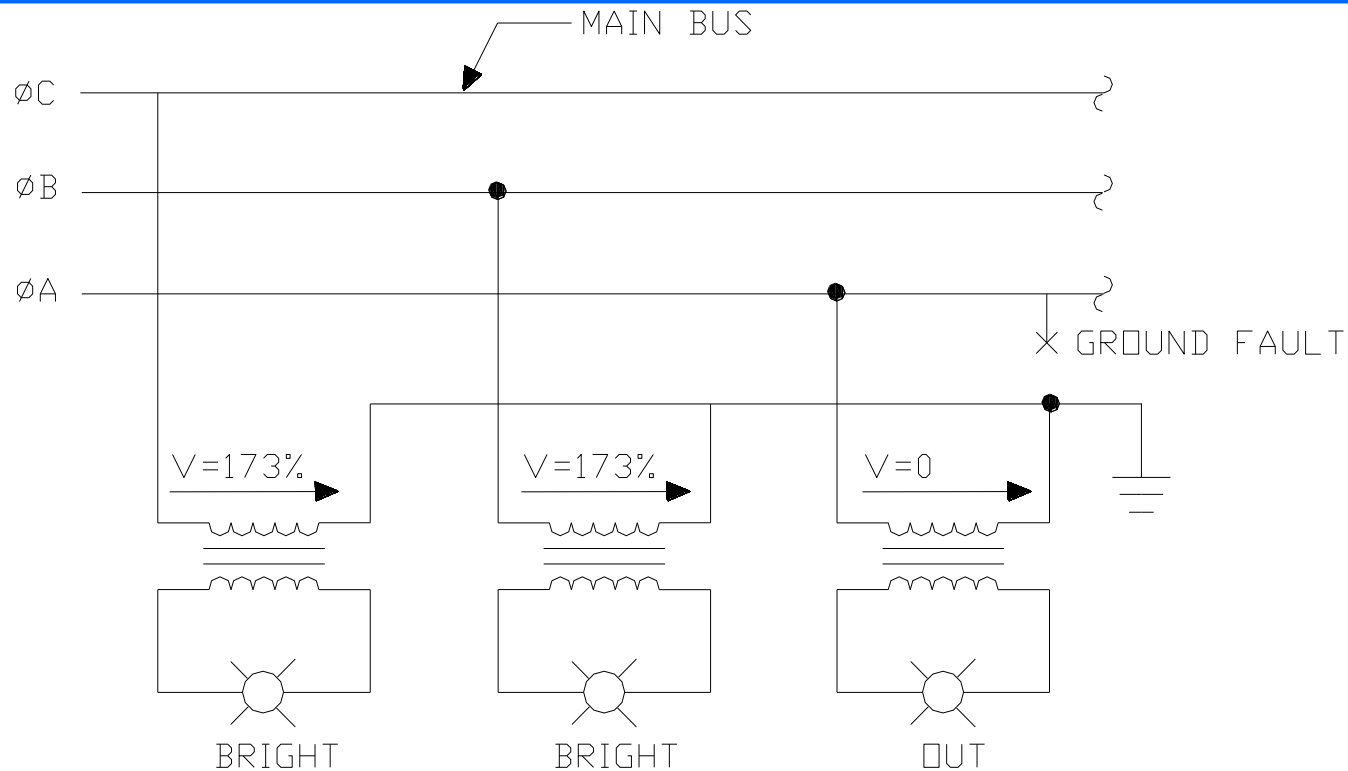 MAIN BUS
ØC
ØB
ØA
GROUND FAULT
V=173%
V=173%
V=0
BRIGHT
BRIGHT
OUT